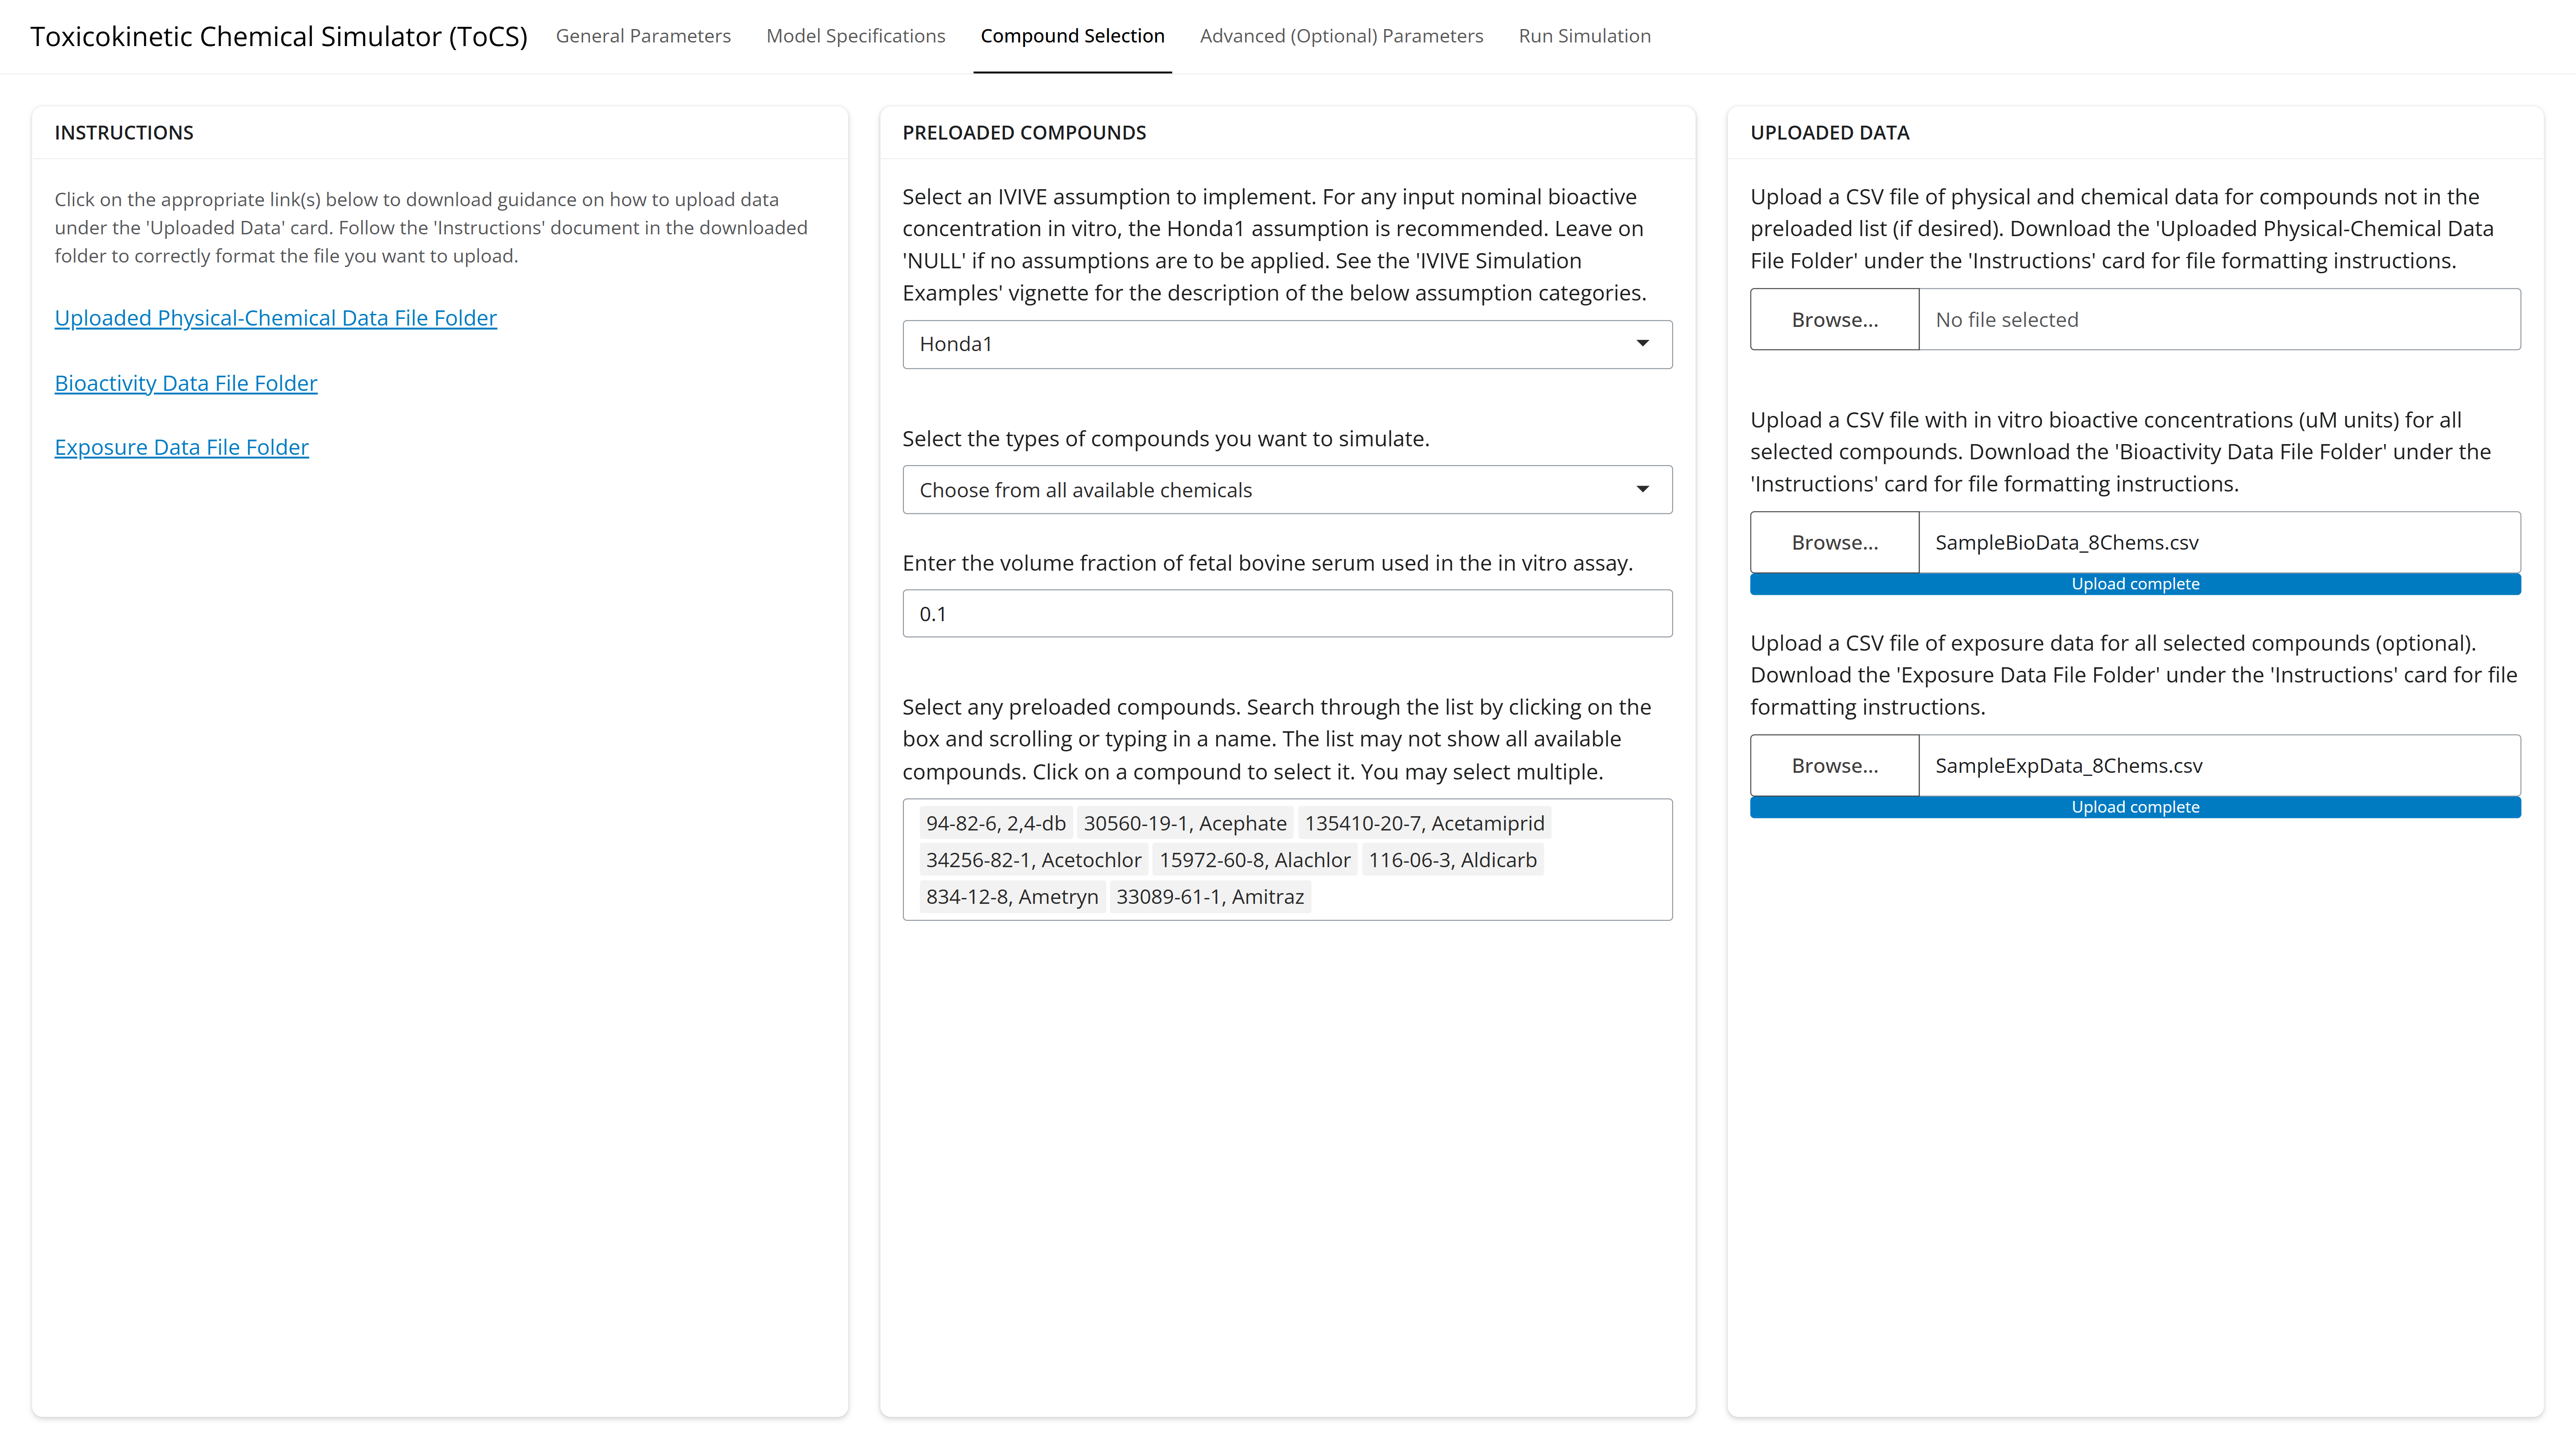 Toxicokinetic Chemical Simulator (ToCS)
General Parameters
Model Specifications
Compound Selection
Advanced (Optional) Parameters
Run Simulation
INSTRUCTIONS
Click on the appropriate link(s) below to download guidance on how to upload data
under the 'Uploaded Data' card. Follow the 'Instructions' document in the downloaded
folder to correctly format the file you want to upload.
Uploaded Physical-Chemical Data File Folder
Bioactivity Data File Folder
Exposure Data File Folder
PRELOADED COMPOUNDS
Select an IVIVE assumption to implement. For any input nominal bioactive
concentration in vitro, the Honda1 assumption is recommended. Leave on
'NULL' if no assumptions are to be applied. See the 'IVIVE Simulation
Examples' vignette for the description of the below assumption categories.
Honda1
Select the types of compounds you want to simulate.
Choose from all available chemicals
Enter the volume fraction of fetal bovine serum used in the in vitro assay.
0.1
Select any preloaded compounds. Search through the list by clicking on the
box and scrolling or typing in a name. The list may not show all available
compounds. Click on a compound to select it. You may select multiple.
94-82-6, 2,4-db 30560-19-1, Acephate 135410-20-7, Acetamiprid
34256-82-1, Acetochlor 15972-60-8, Alachlor 116-06-3, Aldicarb
834-12-8, Ametryn 33089-61-1, Amitraz
UPLOADED DATA
Upload a CSV file of physical and chemical data for compounds not in the
preloaded list (if desired). Download the 'Uploaded Physical-Chemical Data
File Folder' under the 'Instructions' card for file formatting instructions.
Browse... No file selected
Upload a CSV file with in vitro bioactive concentrations (uM units) for all
selected compounds. Download the 'Bioactivity Data File Folder' under the
'Instructions' card for file formatting instructions.
Browse... SampleBioData_8Chems.csv
Upload complete
Upload a CSV file of exposure data for all selected compounds (optional).
Download the 'Exposure Data File Folder' under the 'Instructions' card for file
formatting instructions.
Browse... SampleExpData_8Chems.csv
Upload complete